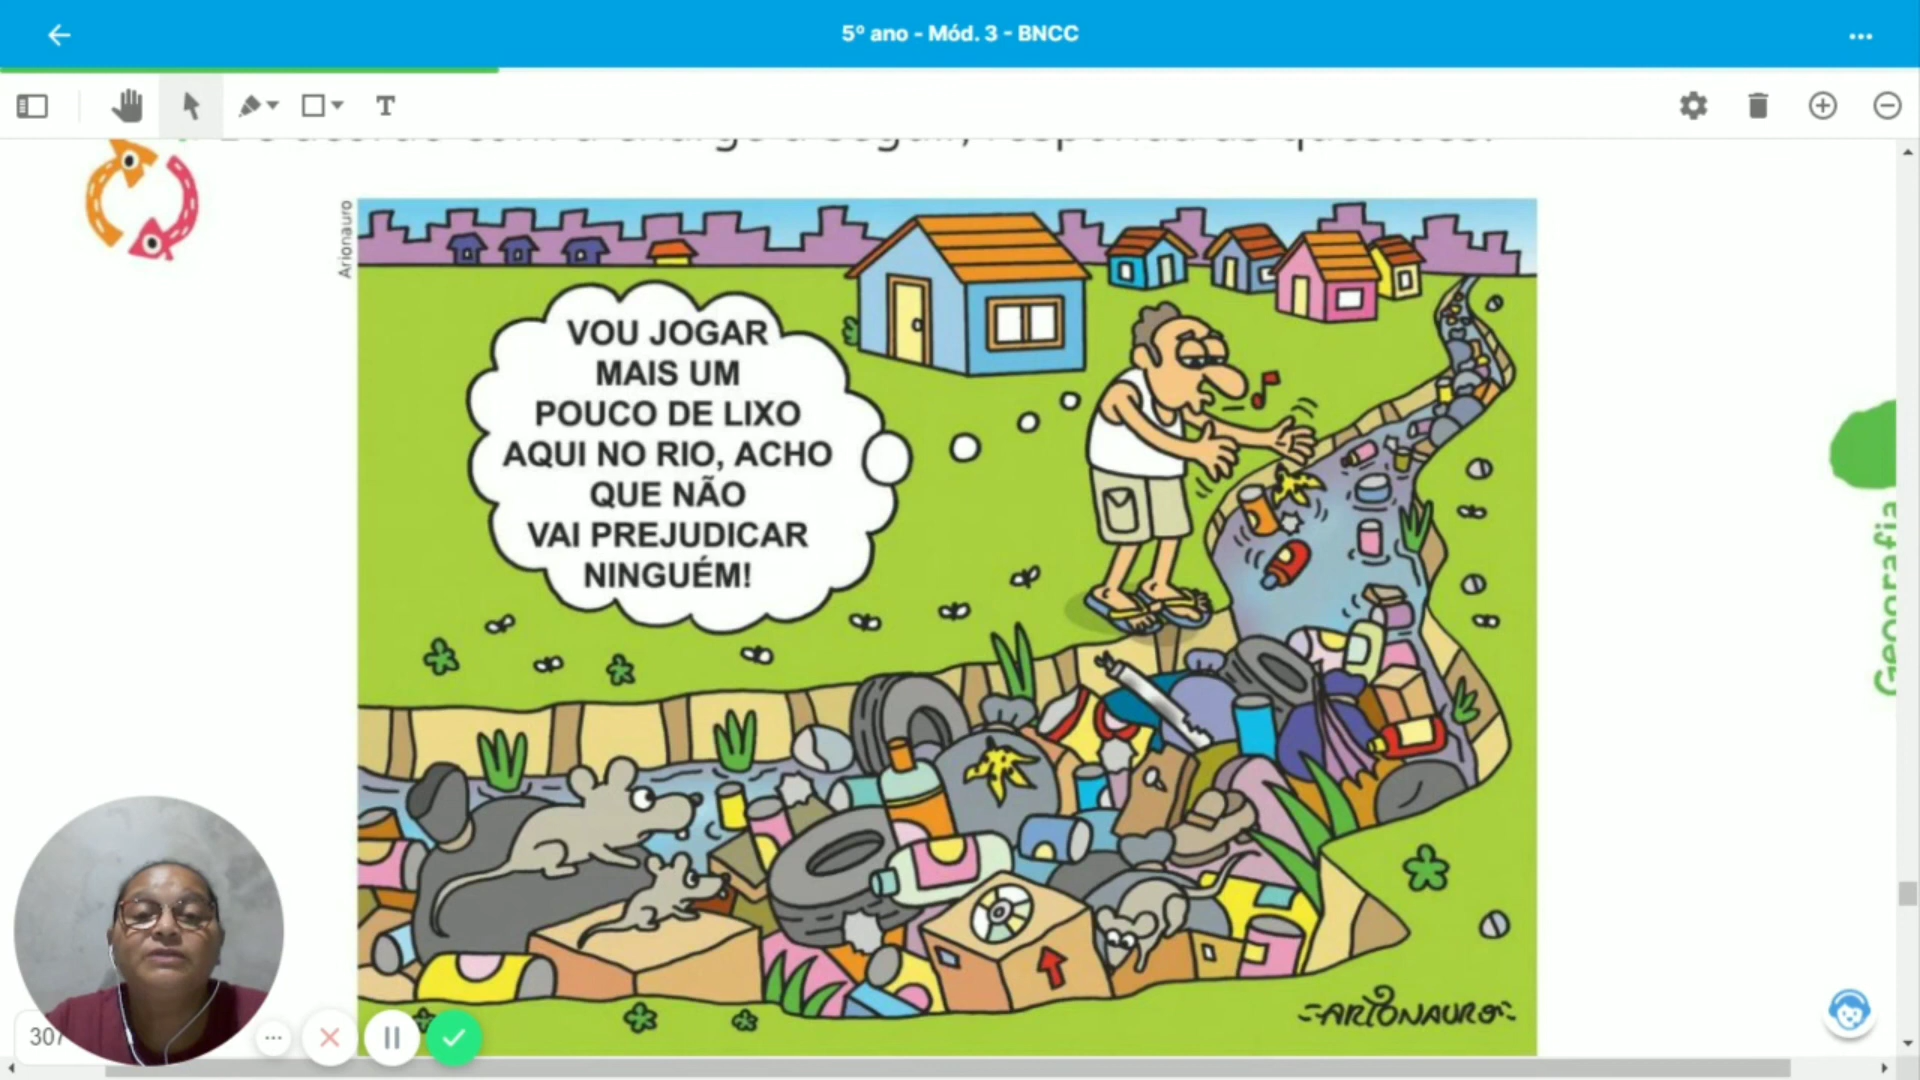 5º ano - Mód. 3 - BNCC
T
Arionauro
VOU JOGAR
MAIS UM
POUCO DE LIXO
AQUI NO RIO, ACHO
QUE NÃO
VAI PREJUDICAR
NINGUÉM!
Geografia
ARIONAURO
307